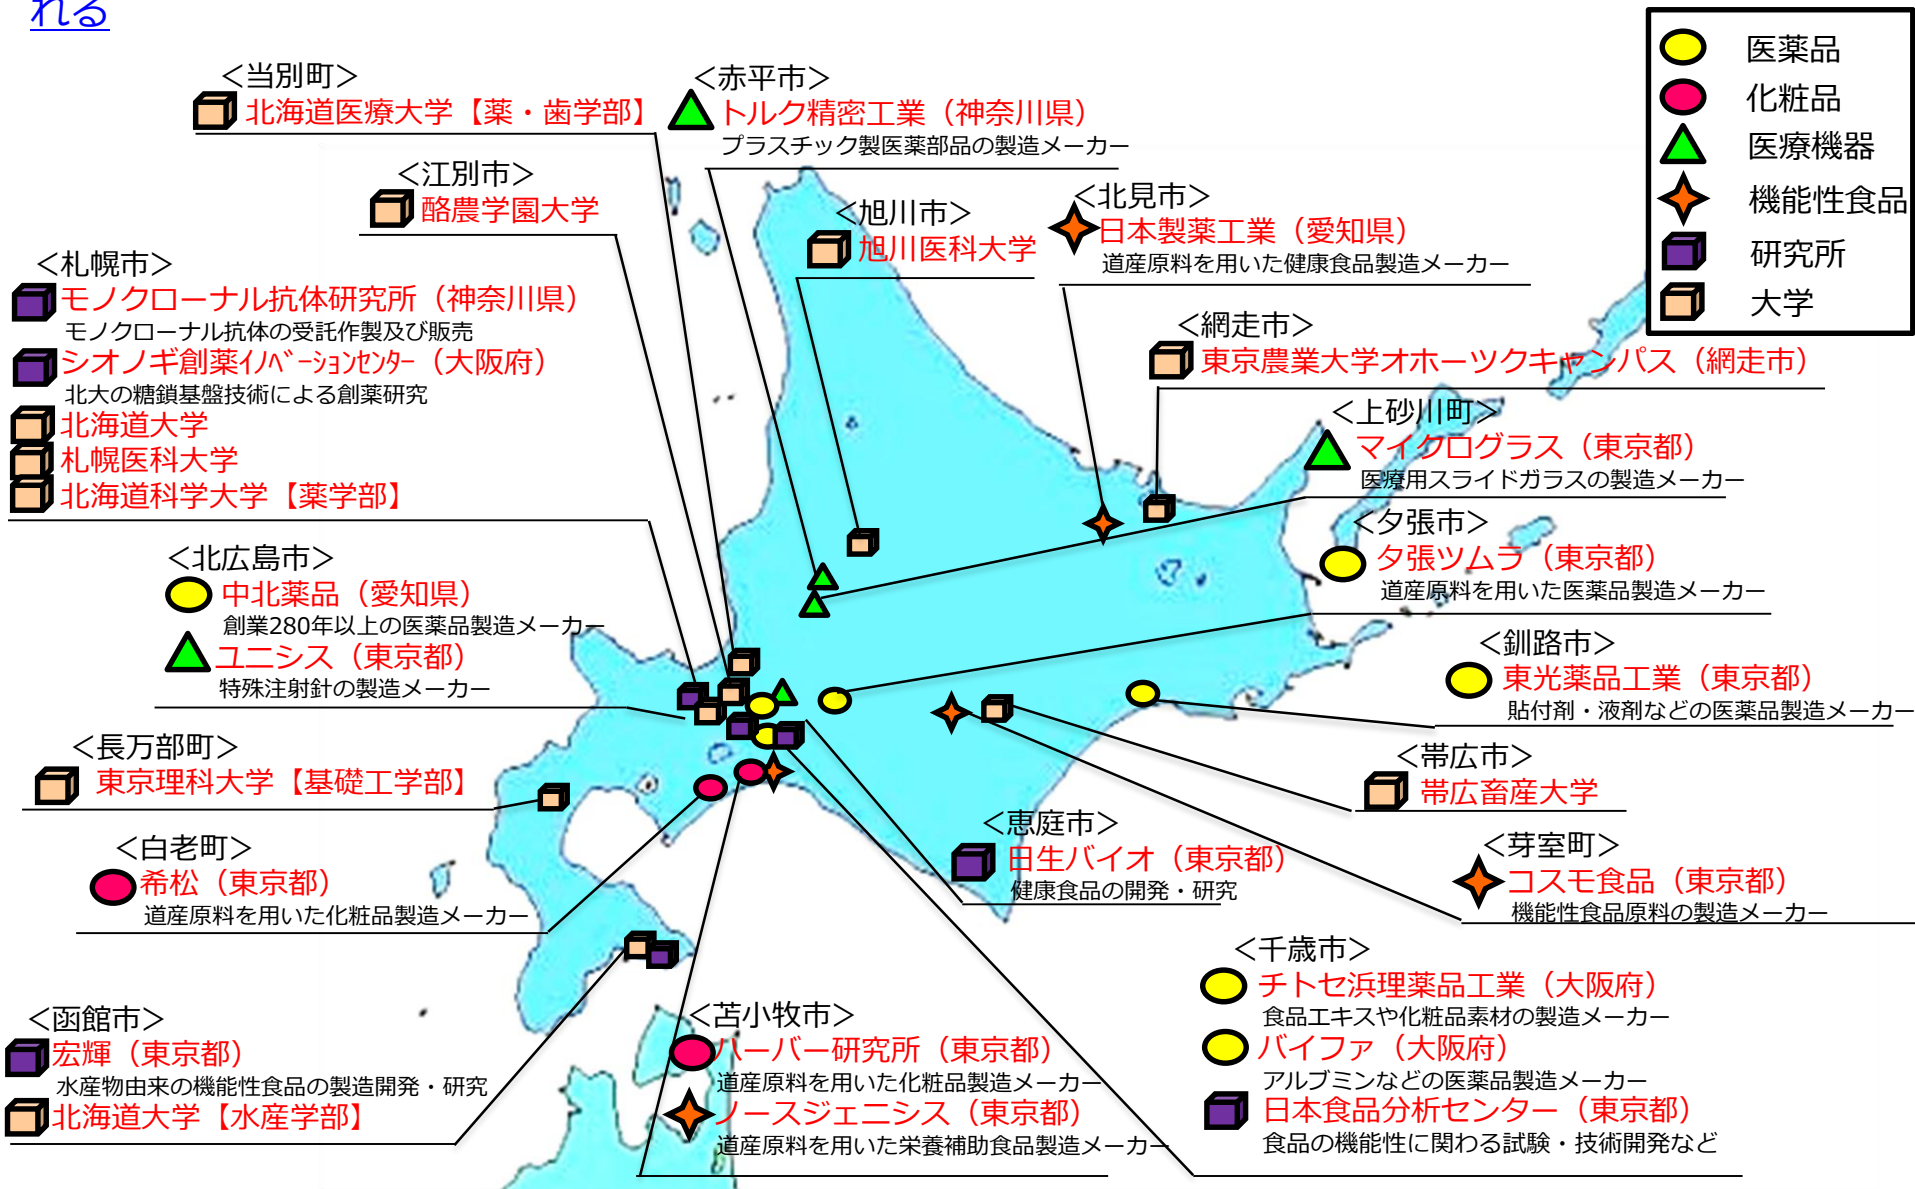 れる
医薬品
化粧品
医療機器
機能性食品
研究所
大学
＜当別町＞
北海道医療大学【薬・歯学部】
＜赤平市＞
トルク精密工業（神奈川県）
プラスチック製医薬部品の製造メーカー
＜江別市＞
酪農学園大学
＜旭川市＞
旭川医科大学
＜北見市＞
日本製薬工業（愛知県）
道産原料を用いた健康食品製造メーカー
＜札幌市＞
モノクローナル抗体研究所（神奈川県）
モノクローナル抗体の受託作製及び販売
シオノギ創薬ｲﾉﾍﾞｰｼｮﾝｾﾝﾀｰ（大阪府）
北大の糖鎖基盤技術による創薬研究
北海道大学
札幌医科大学
北海道科学大学【薬学部】
＜網走市＞
東京農業大学オホーツクキャンパス（網走市）
＜上砂川町＞
マイクログラス（東京都）
医療用スライドガラスの製造メーカー
＜北広島市＞
中北薬品（愛知県）
創業280年以上の医薬品製造メーカー
ユニシス（東京都）
特殊注射針の製造メーカー
＜夕張市＞
夕張ツムラ（東京都）
道産原料を用いた医薬品製造メーカー
＜釧路市＞
東光薬品工業（東京都）
貼付剤・液剤などの医薬品製造メーカー
＜長万部町＞
東京理科大学【基礎工学部】
＜帯広市＞
帯広畜産大学
＜白老町＞
希松（東京都）
道産原料を用いた化粧品製造メーカー
＜恵庭市＞
日生バイオ（東京都）
健康食品の開発・研究
＜芽室町＞
コスモ食品（東京都）
機能性食品原料の製造メーカー
＜函館市＞
宏輝（東京都）
水産物由来の機能性食品の製造開発・研究
北海道大学【水産学部】
＜苫小牧市＞
ハーバー研究所（東京都）
道産原料を用いた化粧品製造メーカー
ノースジェニシス（東京都）
道産原料を用いた栄養補助食品製造メーカー
＜千歳市＞
チトセ浜理薬品工業（大阪府）
食品エキスや化粧品素材の製造メーカー
バイファ（大阪府）
アルブミンなどの医薬品製造メーカー
日本食品分析センター（東京都）
食品の機能性に関わる試験・技術開発など